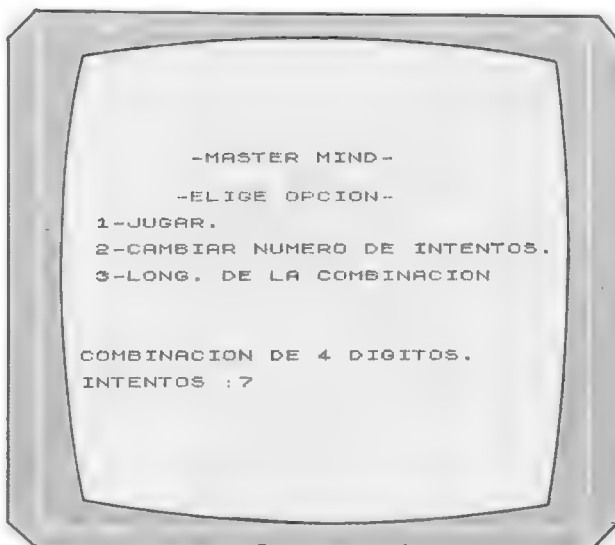 -MASTER MIND-
-ELIGE OPCION-
1-JUGAR.
2-CAMBIAR NUMERO DE INTENTOS.
3-LONG. DE LA COMBINACION
COMBINACION DE 4 DIGITOS.
INTENTOS :7